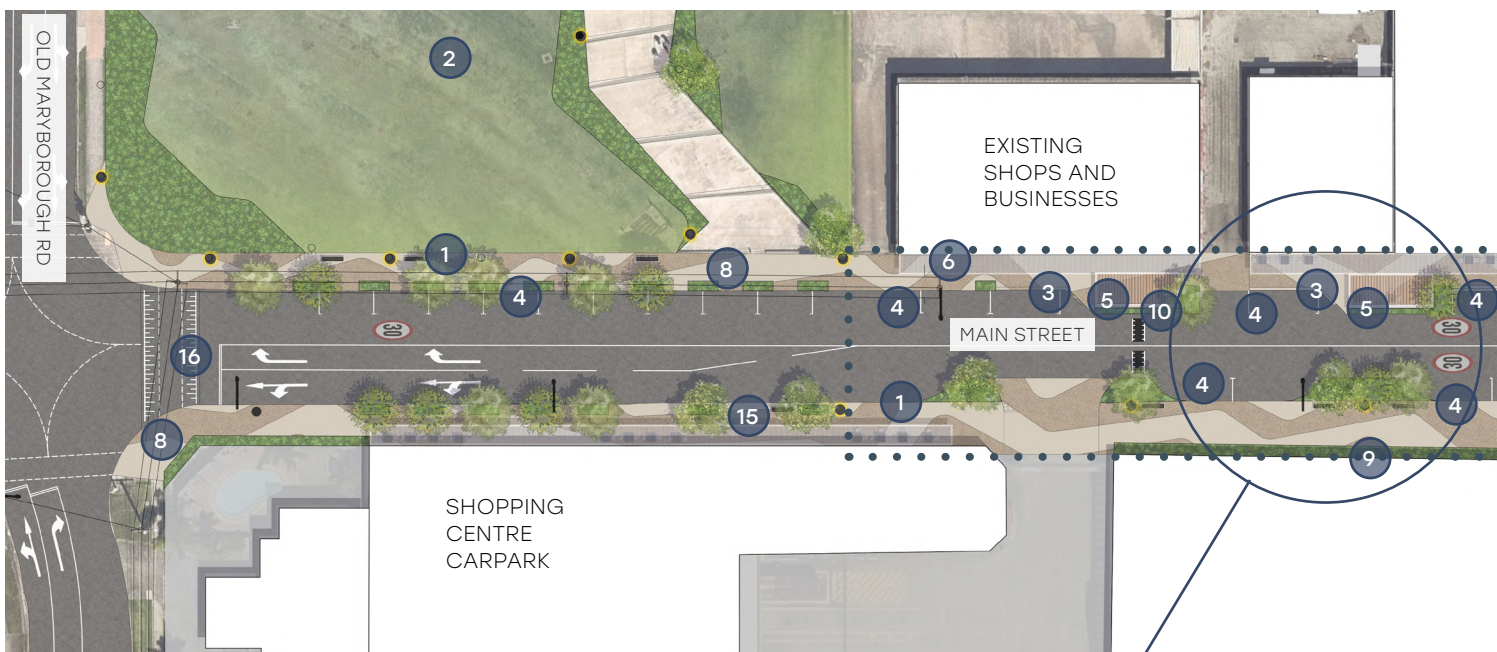 OLD MARYBOROUGH RD
2
EXISTING
SHOPS AND
BUSINESSES
1
8
6
4
4
3
5
10
4
3
5
4
30
30
30
MAIN STREET
16
4
15
1
4
8
9
SHOPPING
CENTRE
CARPARK